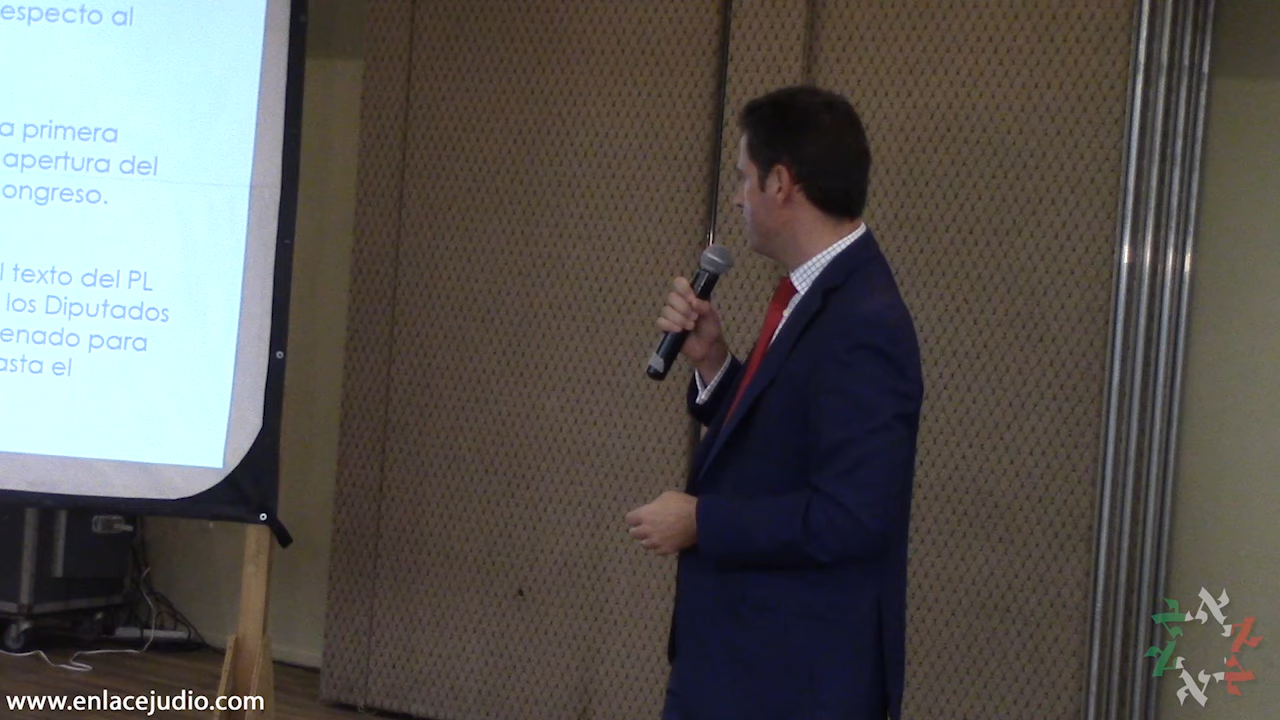 especto al
a primera
apertura del
ongreso.
l texto del PL
los Diputados
enado para
asta el
www.enlacejudio.com